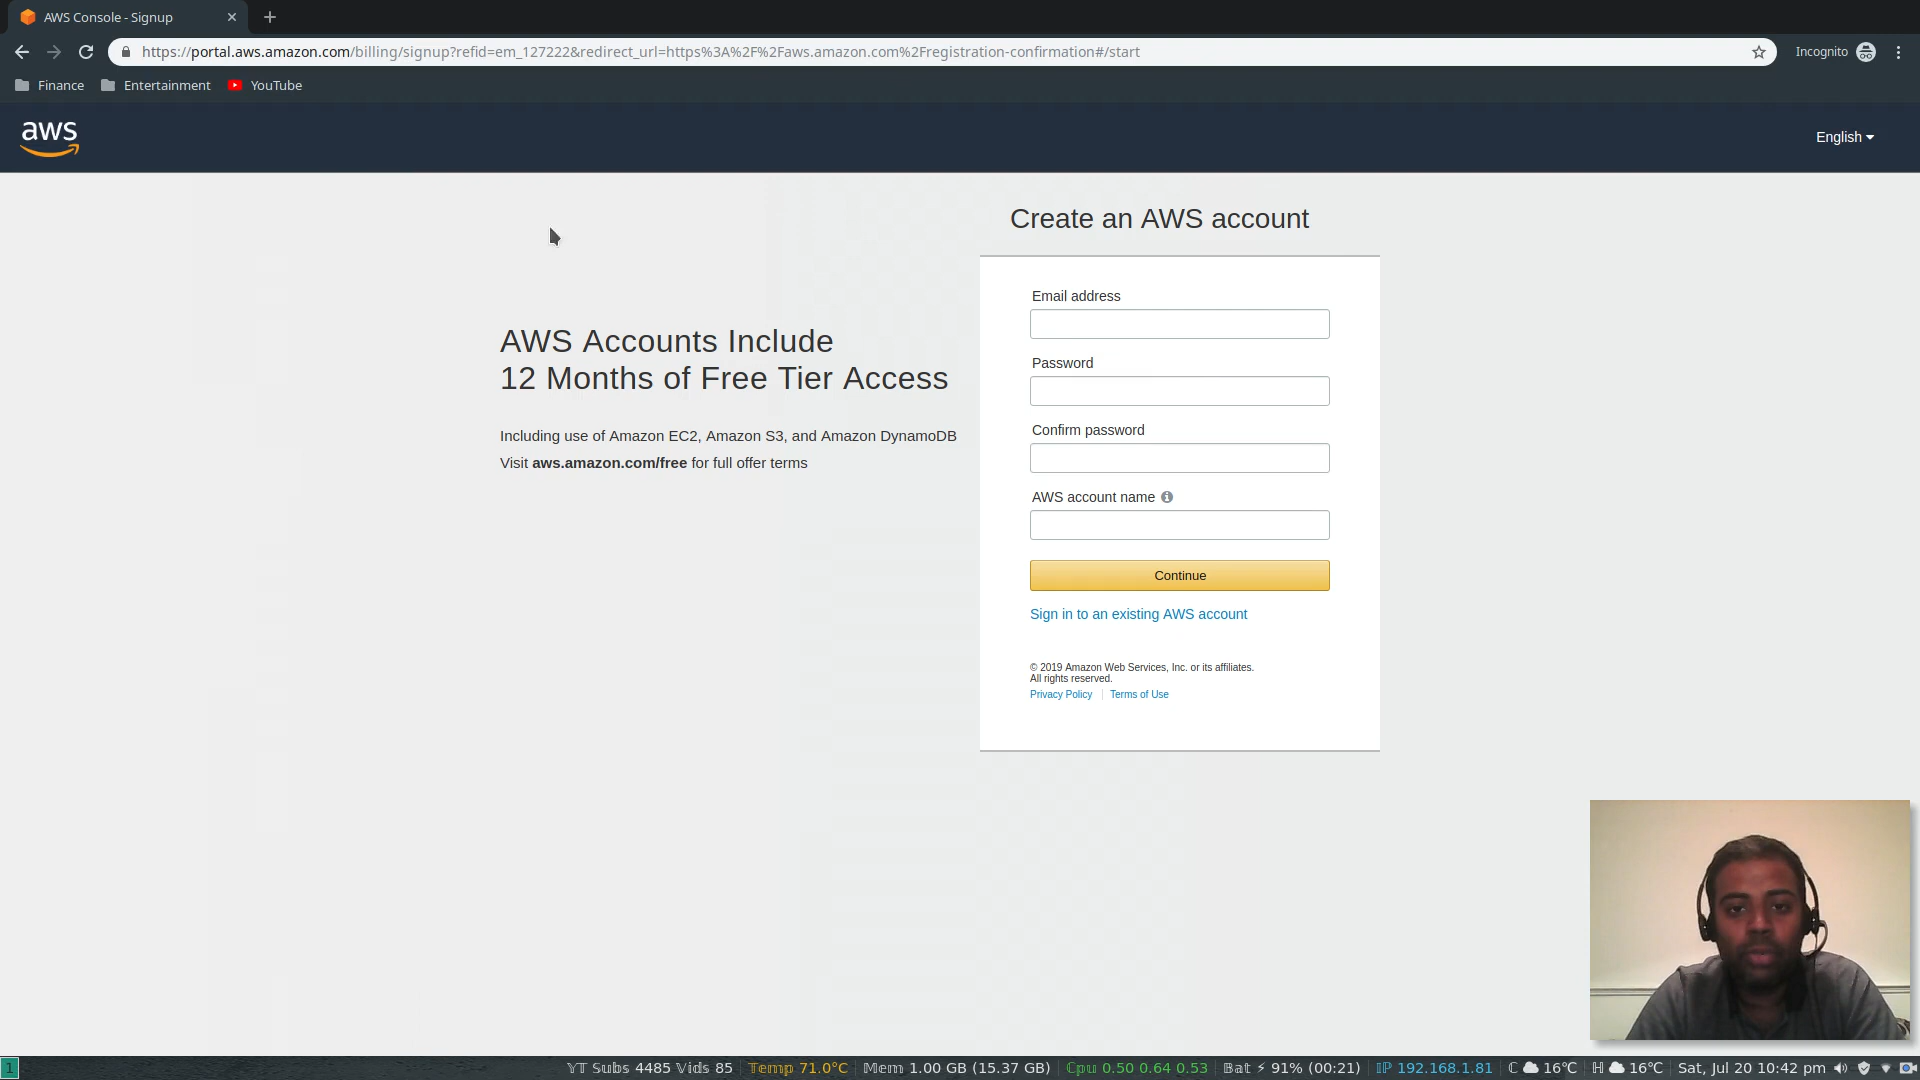 AWS Console - Signup
https://portal.aws.amazon.com/billing/signup?refid=em_127222&redirect_url=https%3A%2F%2Faws.amazon.com%2Fregistration-confirmation#/start
Incognito
Finance
Entertainment
YouTube
aws
English
Create an AWS account
Email address
Password
Confirm password
AWS account name
Continue
Sign in to an existing AWS account
© 2019 Amazon Web Services, Inc. or its affiliates.
All rights reserved.
Privacy Policy
Terms of Use
AWS Accounts Include
12 Months of Free Tier Access
Including use of Amazon EC2, Amazon S3, and Amazon DynamoDB
Visit aws.amazon.com/free for full offer terms
1
YT Subs 4485 Vids 85 Temp 71.0°C Mem 1.00 GB (15.37 GB) Cpu 0.50 0.64 0.53 Bat ⚡ 91% (00:21) IP 192.168.1.81 C 16°C H 16°C Sat, Jul 20 10:42 pm